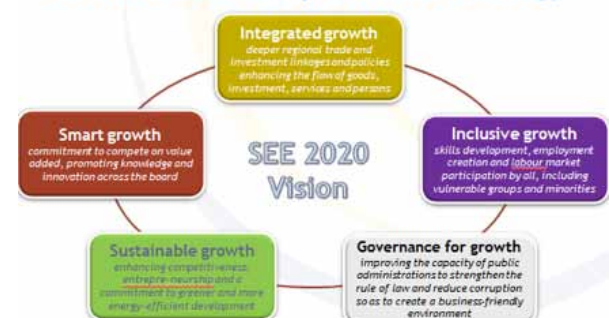 Integrated growth
deeper regional trade and
investment linkages and policies
enhancing the flow of goods,
investment, services and persons
Smart growth
commitment to compete on value
added, promoting knowledge and
innovation across the board
Inclusive growth
skills development, employment
creation and labour market
participation by all, including
vulnerable groups and minorities
SEE 2020
Vision
Sustainable growth
enhancing competitiveness,
entrepre-neurship and a
commitment to greener and more
energy-efficient development
Governance for growth
improving the capacity of public
administrations to strengthen the
rule of law and reduce corruption
so as to create a business-friendly
environment